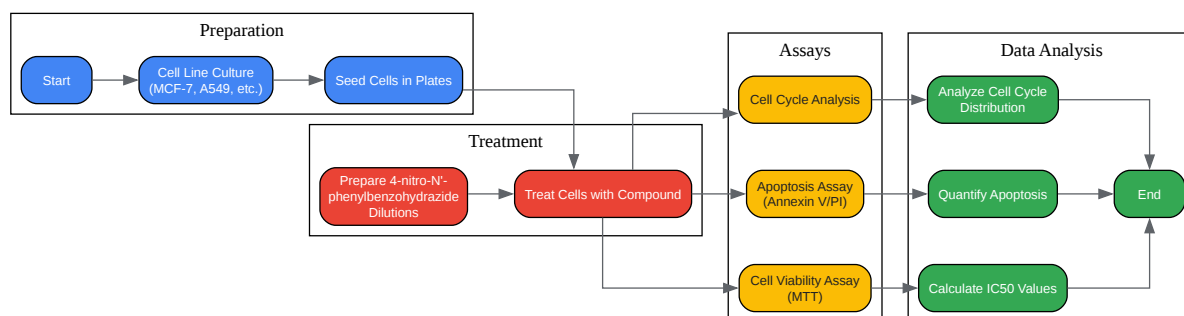 Preparation
Start
Cell Line Culture
(MCF-7, A549, etc.)
Seed Cells in Plates
Treatment
Prepare 4-nitro-N'-
phenylbenzohydrazide
Dilutions
Treat Cells with Compound
Assays
Cell Cycle Analysis
Apoptosis Assay
(Annexin V/PI)
Cell Viability Assay
(MTT)
Data Analysis
Analyze Cell Cycle
Distribution
Quantify Apoptosis
Calculate IC50 Values
End